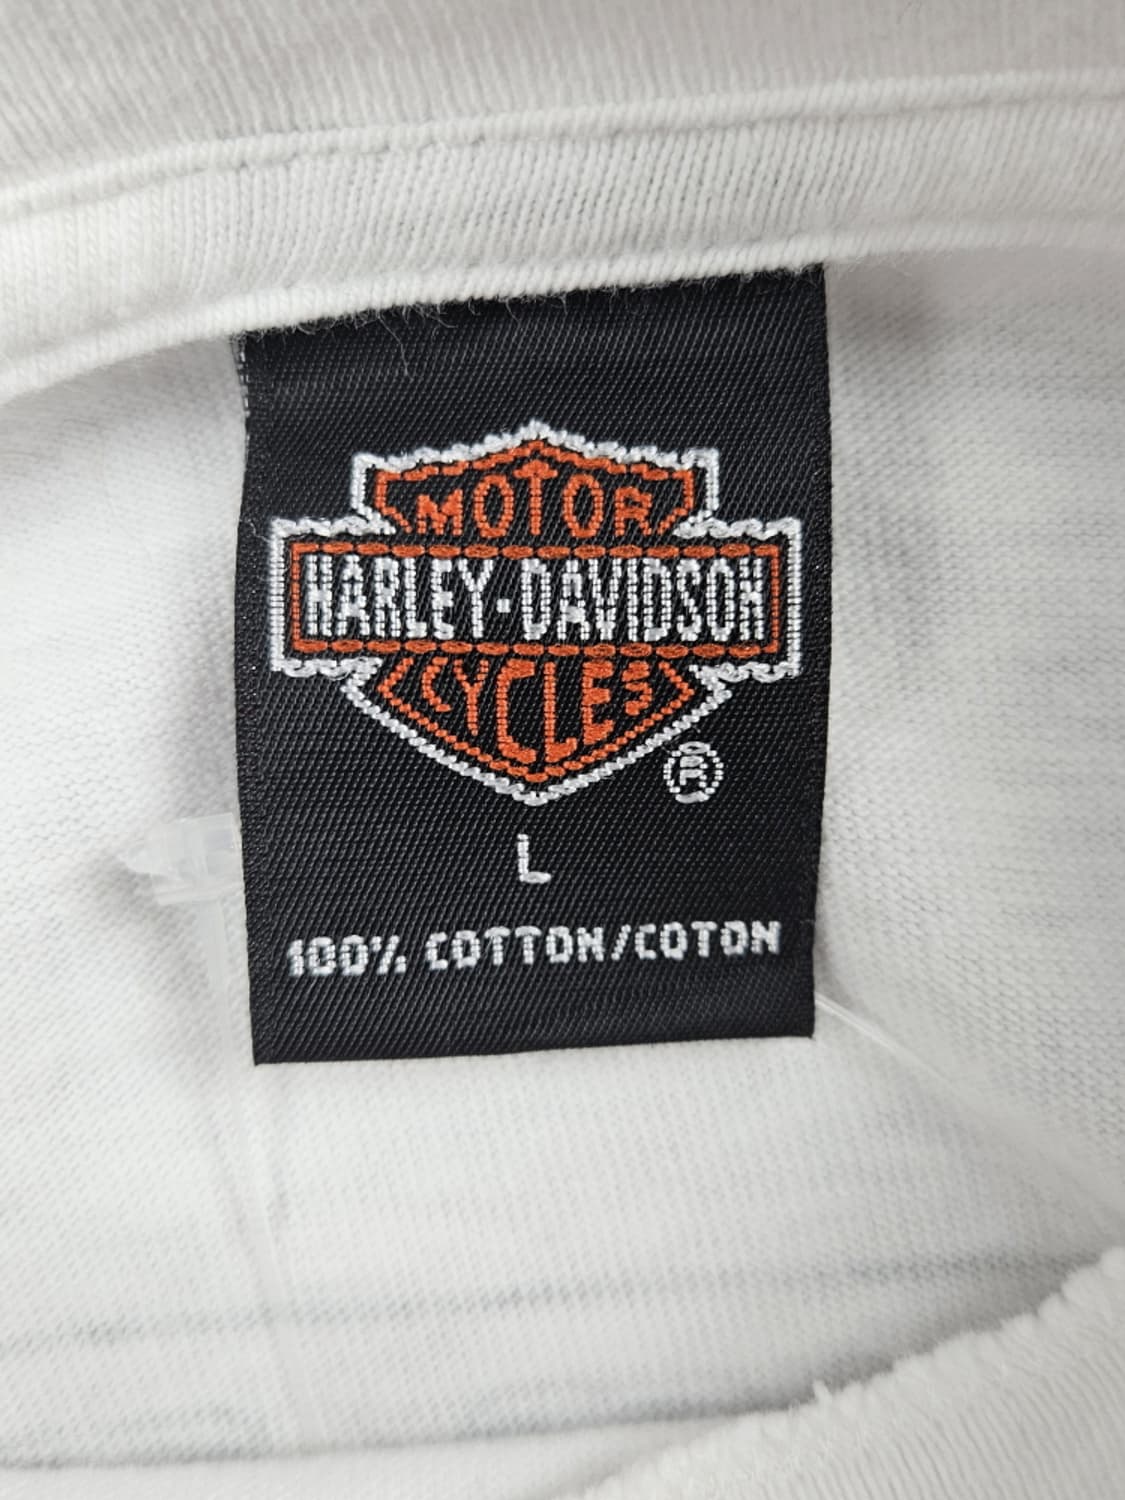 MOTOR
HARLEY-DAVIDSON
CYCLES
®
L
100% COTTON/COTON